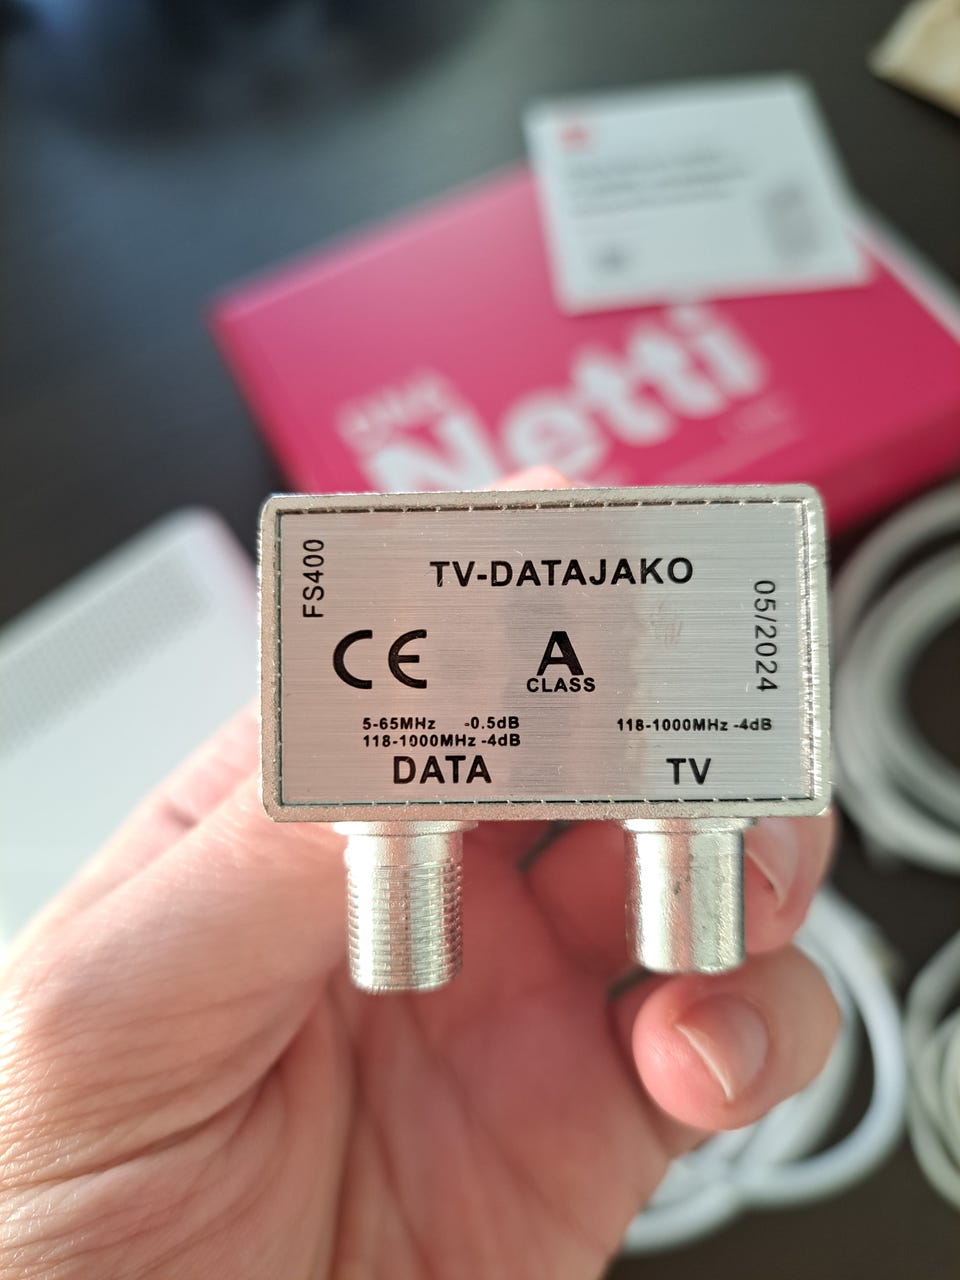 Netti
FS400
TV-DATAJAKO
05/2024
CE
A
CLASS
5-65MHz -0.5dB
118-1000MHz -4dB
DATA
118-1000MHz -4dB
TV